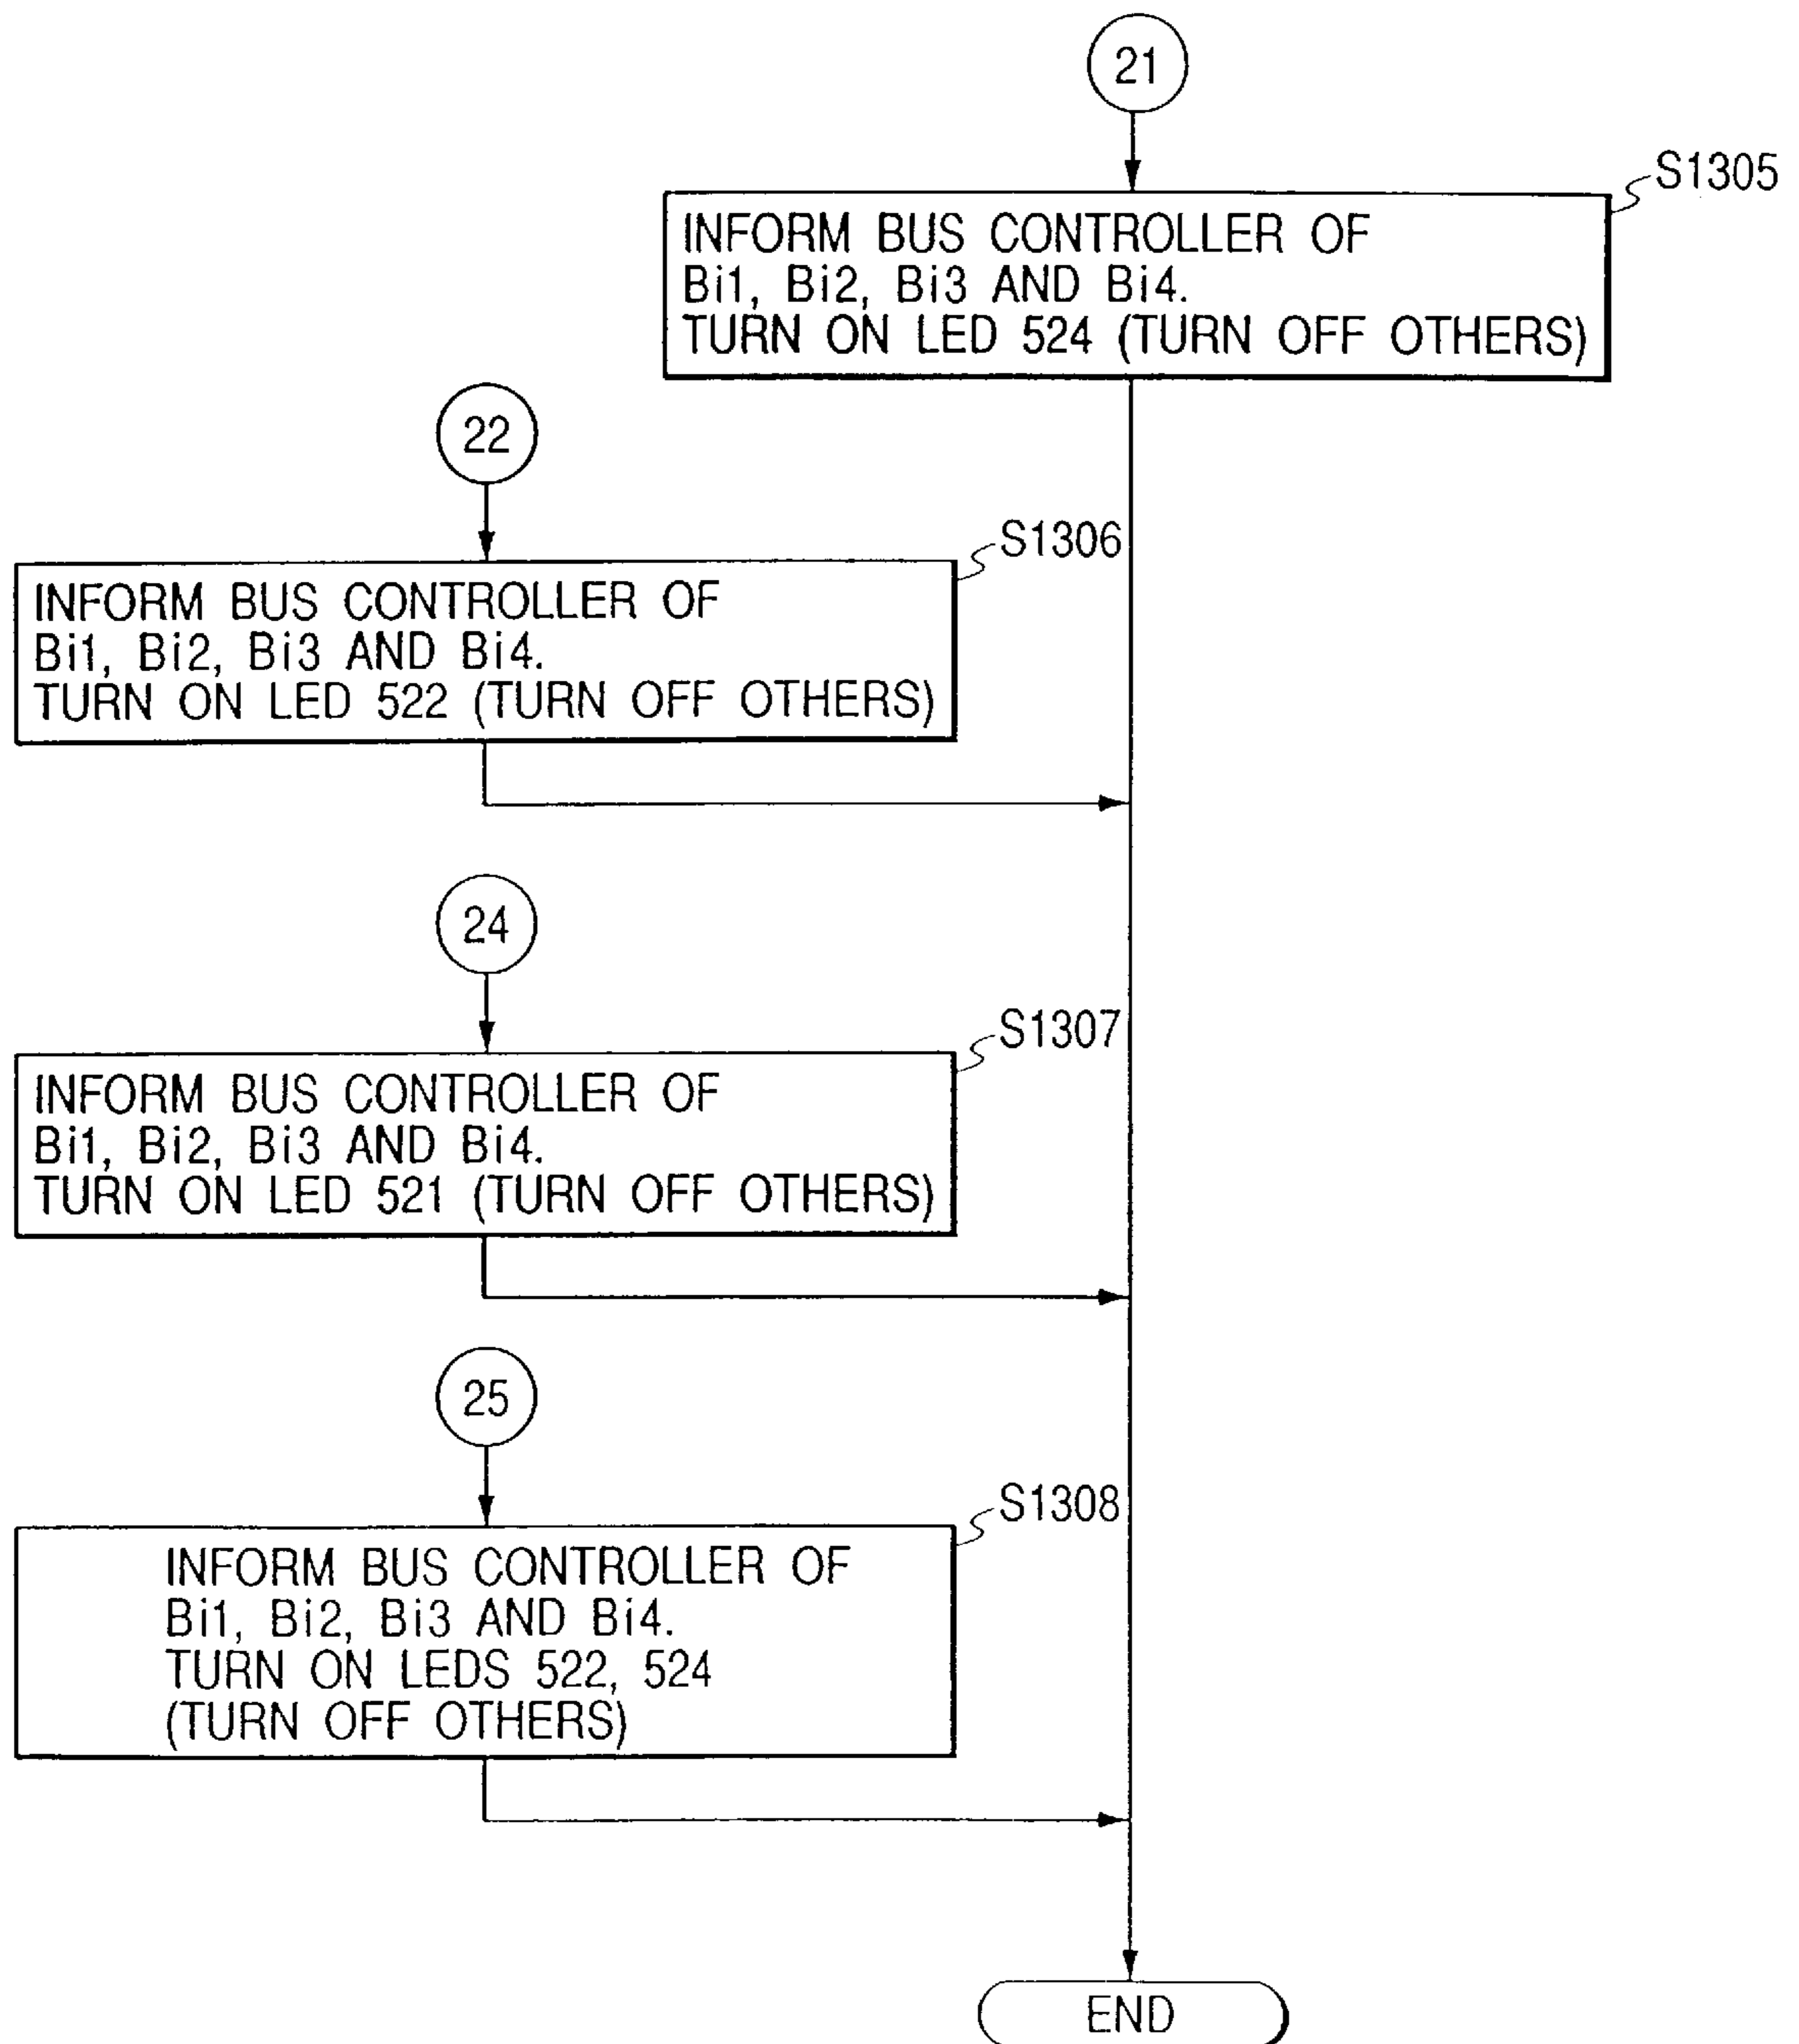 21
S1305
INFORM BUS CONTROLLER OF
Bi1, Bi2, Bi3 AND Bi4.
TURN ON LED 524 (TURN OFF OTHERS)
22
S1306
INFORM BUS CONTROLLER OF
Bi1, Bi2, Bi3 AND Bi4.
TURN ON LED 522 (TURN OFF OTHERS)
24
S1307
INFORM BUS CONTROLLER OF
Bi1, Bi2, Bi3 AND Bi4.
TURN ON LED 521 (TURN OFF OTHERS)
25
S1308
INFORM BUS CONTROLLER OF
Bi1, Bi2, Bi3 AND Bi4.
TURN ON LEDS 522, 524
(TURN OFF OTHERS)
END